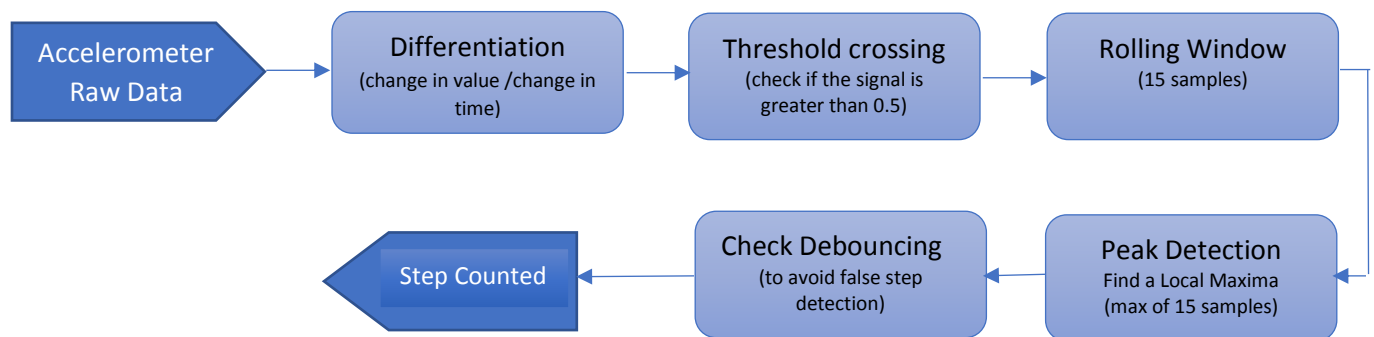 Accelerometer
Raw Data
Differentiation
(change in value /change in
time)
Threshold crossing
(check if the signal is
greater than 0.5)
Rolling Window
(15 samples)
Peak Detection
Find a Local Maxima
(max of 15 samples)
Check Debouncing
(to avoid false step
detection)
Step Counted